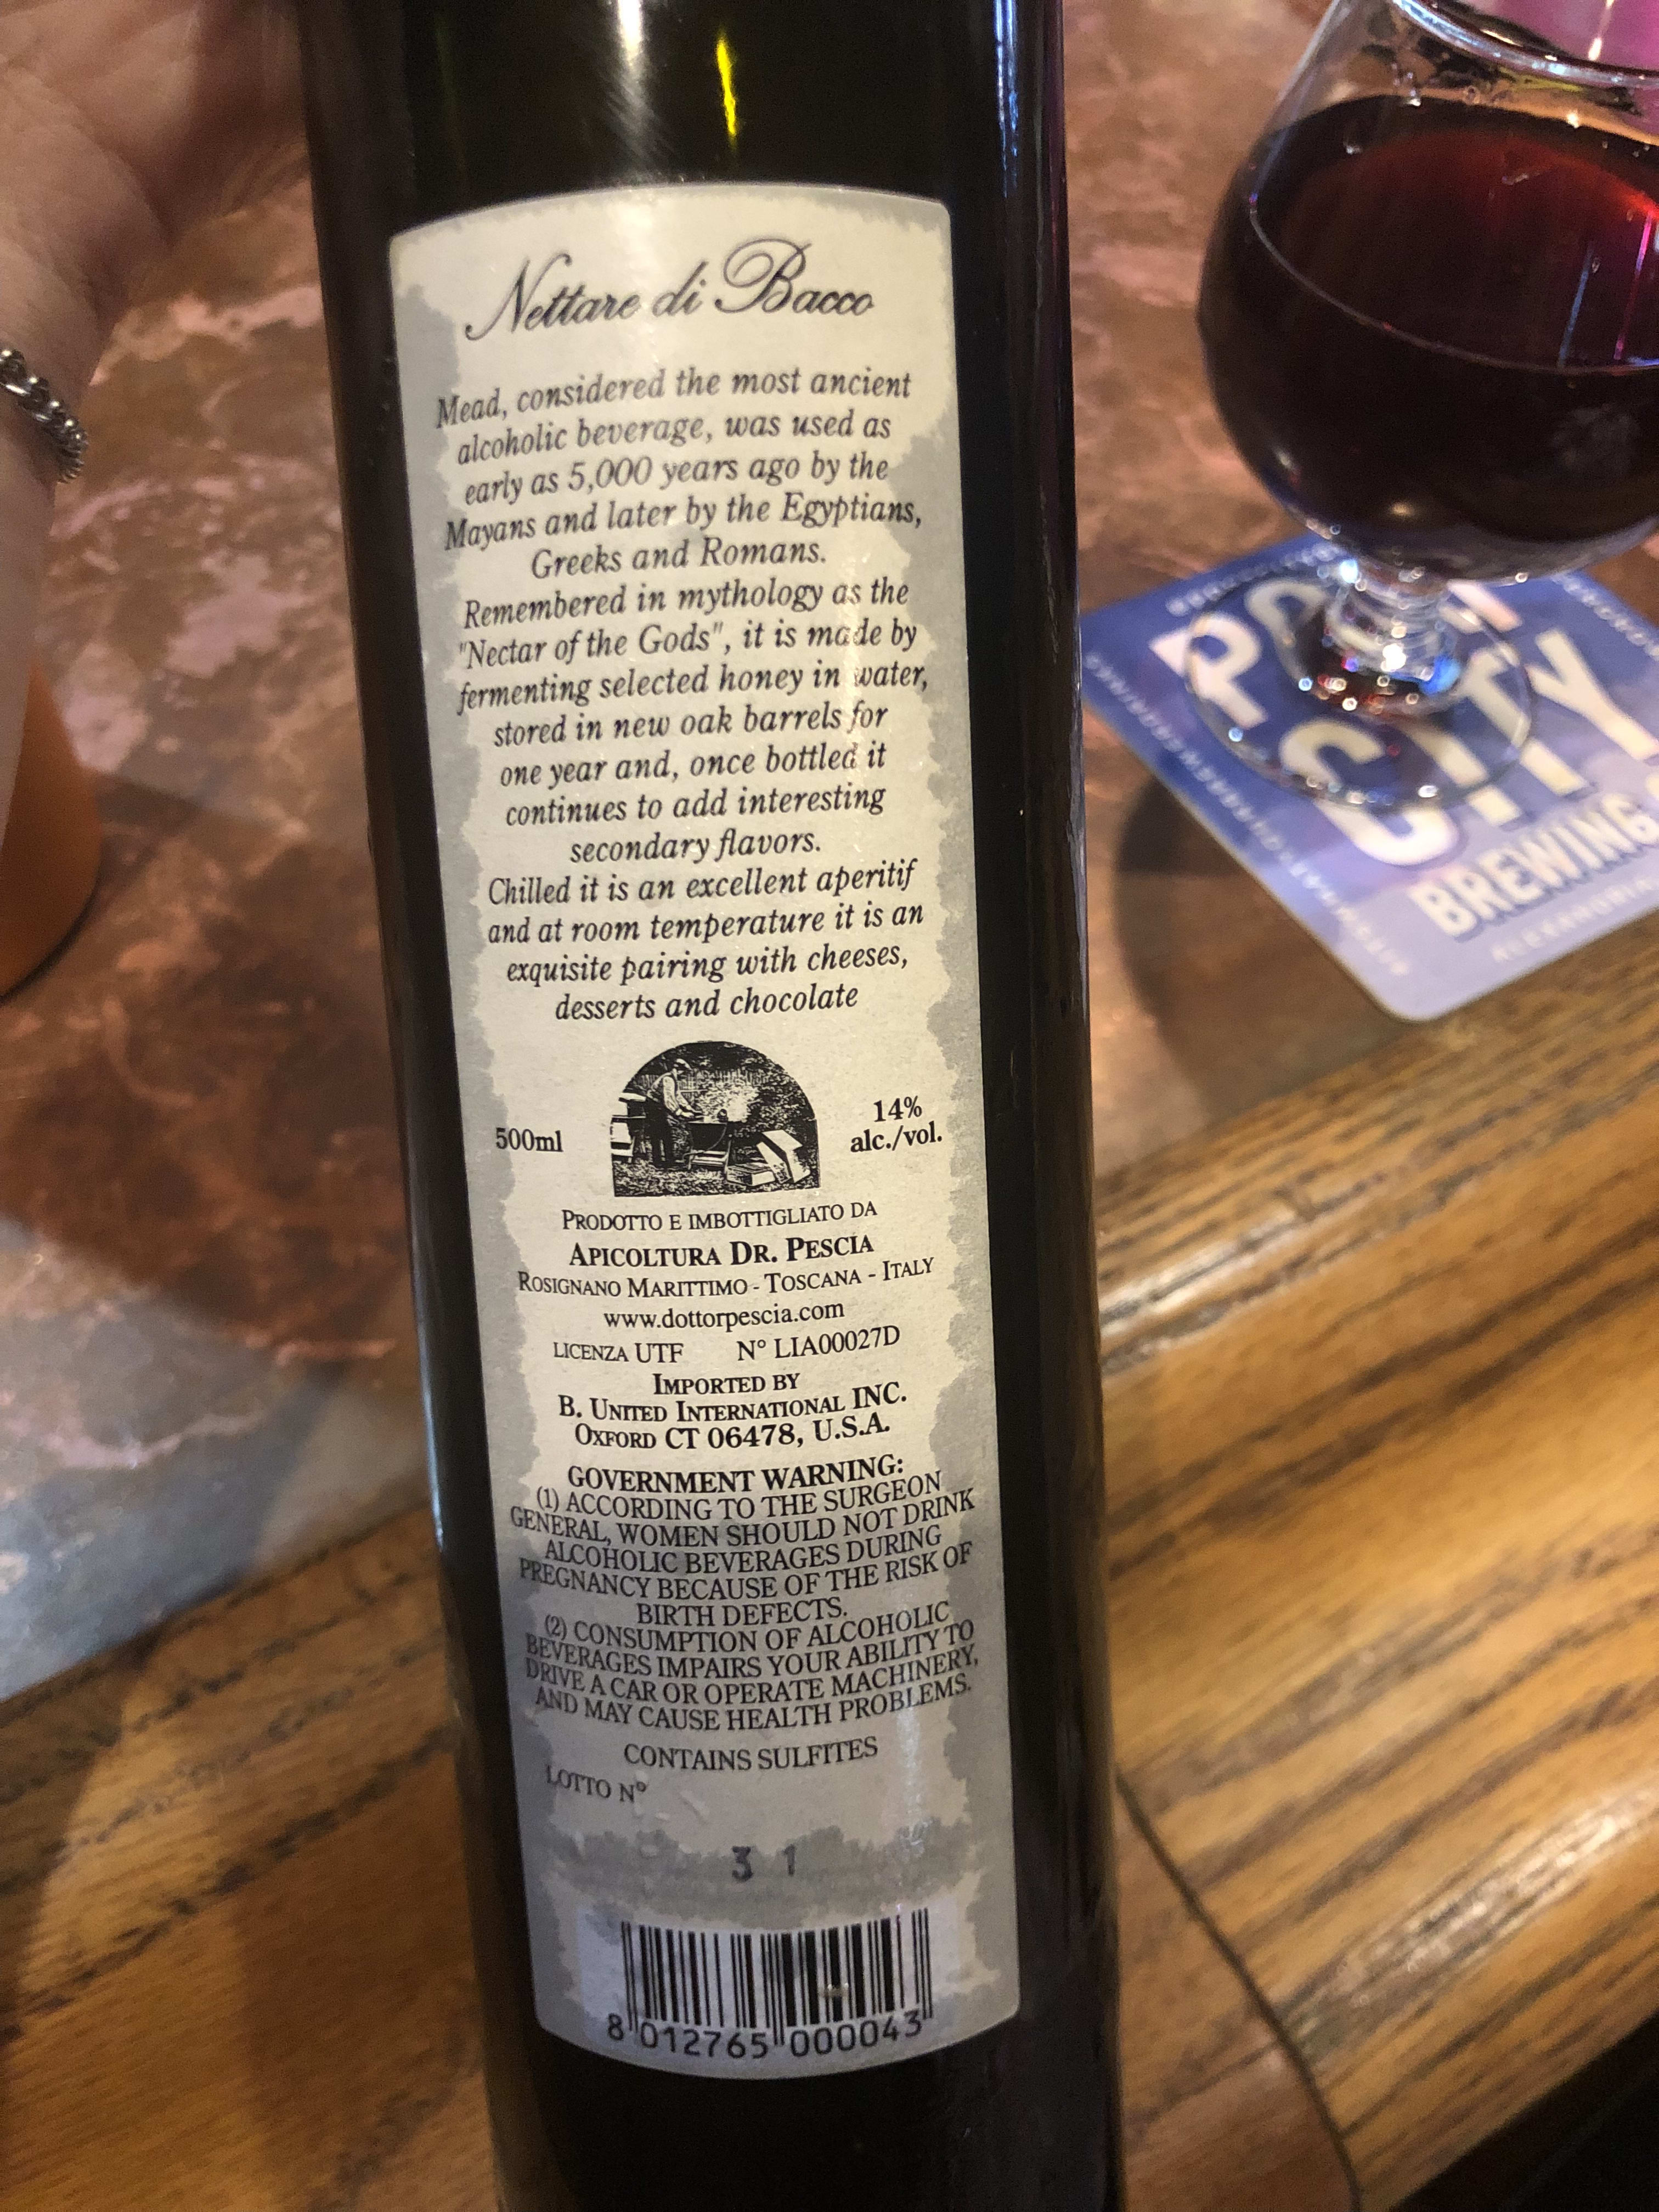 Nettare di Bacco
Mead, considered the most ancient
alcoholic beverage, was used as
early as 5,000 years ago by the
Mayans and later by the Egyptians,
Greeks and Romans.
Remembered in mythology as the
"Nectar of the Gods", it is made by
fermenting selected honey in water,
stored in new oak barrels for
one year and, once bottled it
continues to add interesting
secondary flavors.
Chilled it is an excellent aperitif
and at room temperature it is an
exquisite pairing with cheeses,
desserts and chocolate
500ml
14%
alc./vol.
PRODOTTO E IMBOTTIGLIATO DA
APICOLTURA DR. PESCIA
ROSIGNANO MARITTIMO - TOSCANA - ITALY
www.dottorpescia.com
LICENZA UTF N° LIA00027D
IMPORTED BY
B. UNITED INTERNATIONAL INC.
OXFORD CT 06478, U.S.A.
GOVERNMENT WARNING:
(1) ACCORDING TO THE SURGEON
GENERAL, WOMEN SHOULD NOT DRINK
ALCOHOLIC BEVERAGES DURING
PREGNANCY BECAUSE OF THE RISK OF
BIRTH DEFECTS.
(2) CONSUMPTION OF ALCOHOLIC
BEVERAGES IMPAIRS YOUR ABILITY TO
DRIVE A CAR OR OPERATE MACHINERY,
AND MAY CAUSE HEALTH PROBLEMS.
CONTAINS SULFITES
LOTTO N°
3 1
8 012765 000043
CITY
BREWING